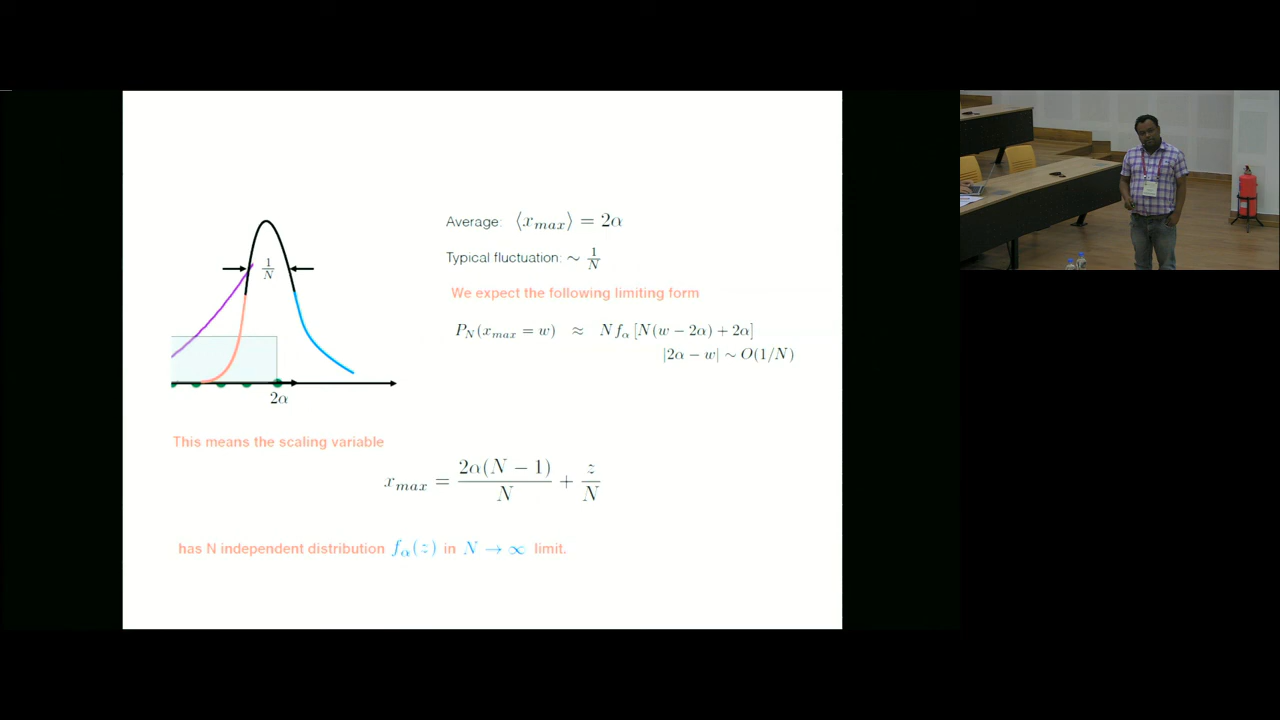 Average: ⟨x_max⟩ = 2α
Typical fluctuation: ~ 1/N
We expect the following limiting form
P_N(x_max = w) ≈ N f_α [N(w − 2α) + 2α]
|2α − w| ~ O(1/N)
1/N
2α
This means the scaling variable
x_max = 2α(N − 1)/N + z/N
has N independent distribution f_α(z) in N → ∞ limit.